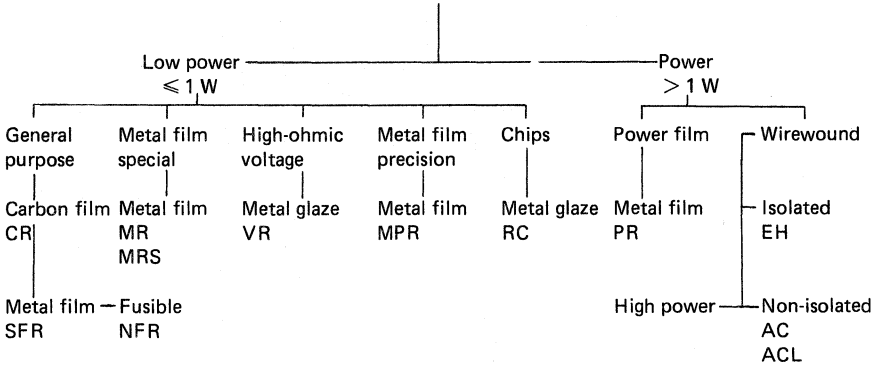 Low power
Power
⩽ 1 W
> 1 W
General
purpose
Metal film
special
High-ohmic
voltage
Metal film
precision
Chips
Power film
Wirewound
Carbon film
CR
Metal film
MR
MRS
Metal glaze
VR
Metal film
MPR
Metal glaze
RC
Metal film
PR
Isolated
EH
Metal film
SFR
Fusible
NFR
High power
Non-isolated
AC
ACL